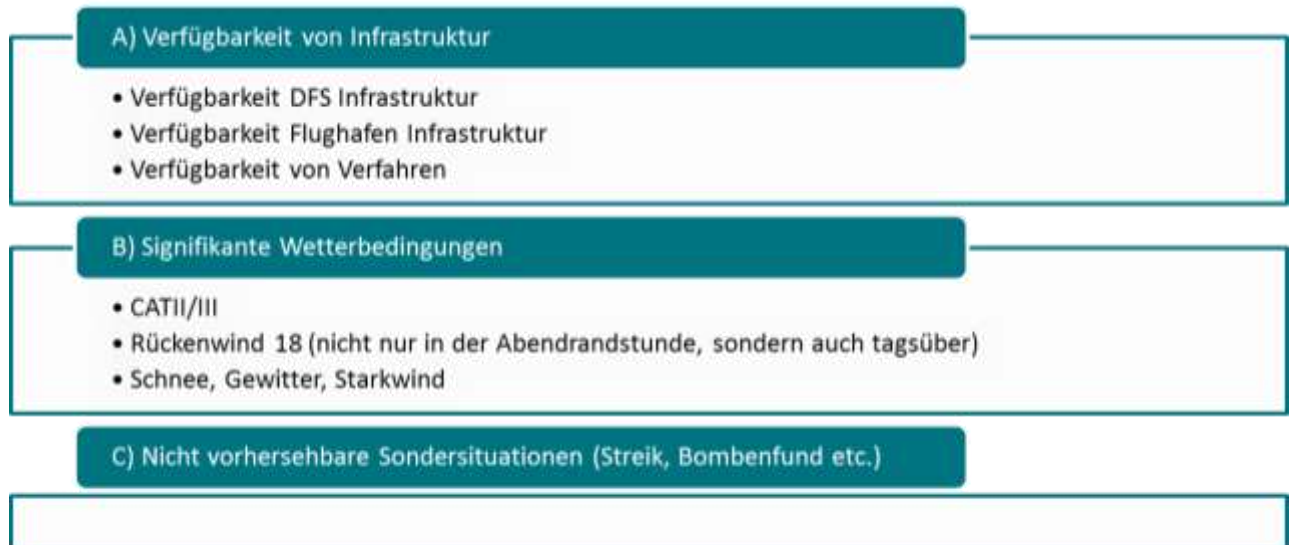 A) Verfügbarkeit von Infrastruktur
• Verfügbarkeit DFS Infrastruktur
• Verfügbarkeit Flughafen Infrastruktur
• Verfügbarkeit von Verfahren
B) Signifikante Wetterbedingungen
• CATII/III
• Rückenwind 18 (nicht nur in der Abendrandstunde, sondern auch tagsüber)
• Schnee, Gewitter, Starkwind
C) Nicht vorhersehbare Sondersituationen (Streik, Bombenfund etc.)